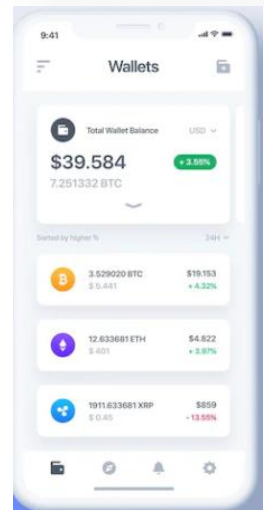 9:41
Wallets
Total Wallet Balance USD
$39.584 + 3.55%
7.251332 BTC
Sorted by higher % 24H
3.529020 BTC $19.153
$ 5.441 + 4.32%
12.633681 ETH $4.822
$ 401 + 3.97%
1911.633681 XRP $859
$ 0.45 - 13.55%